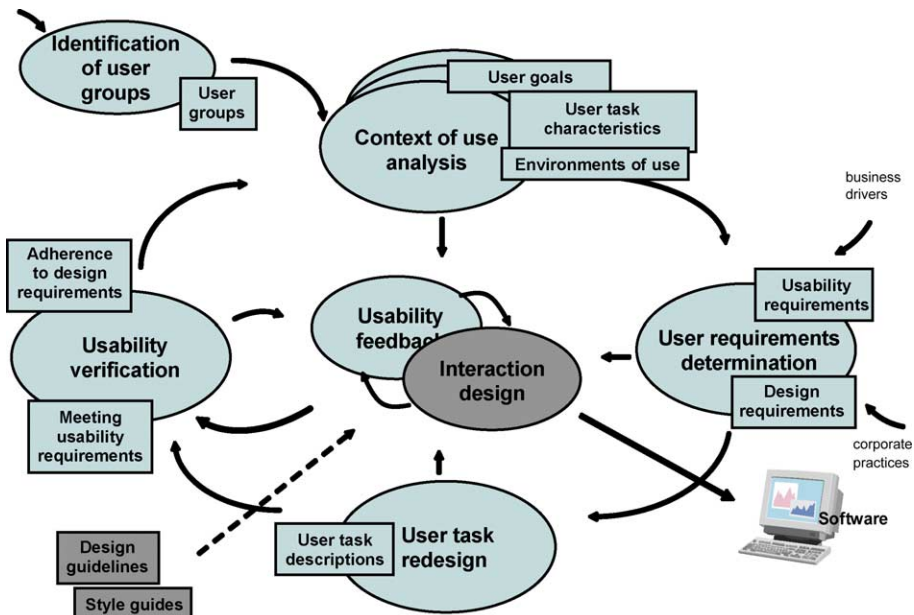 Identification
of user
groups
User
groups
User goals
User task
characteristics
Context of use
analysis
Environments of use
business
drivers
Adherence
to design
requirements
Usability
requirements
Usability
feedback
Usability
verification
User requirements
determination
Interaction
design
Meeting
usability
requirements
Design
requirements
corporate
practices
Software
User task
descriptions
User task
redesign
Design
guidelines
Style guides